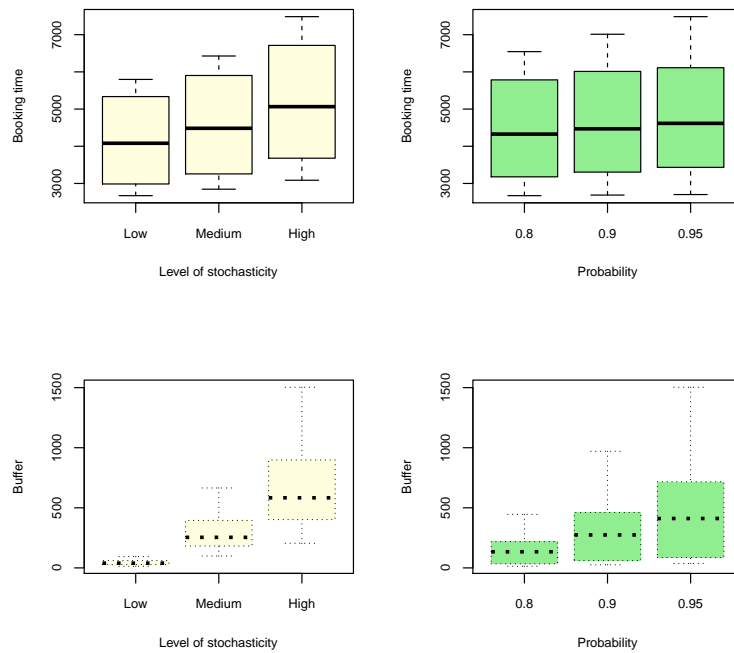 Booking time
7000
5000
3000
Low Medium High
Level of stochasticity
Booking time
7000
5000
3000
0.8 0.9 0.95
Probability
Buffer
1500
1000
500
0
Low Medium High
Level of stochasticity
Buffer
1500
1000
500
0
0.8 0.9 0.95
Probability